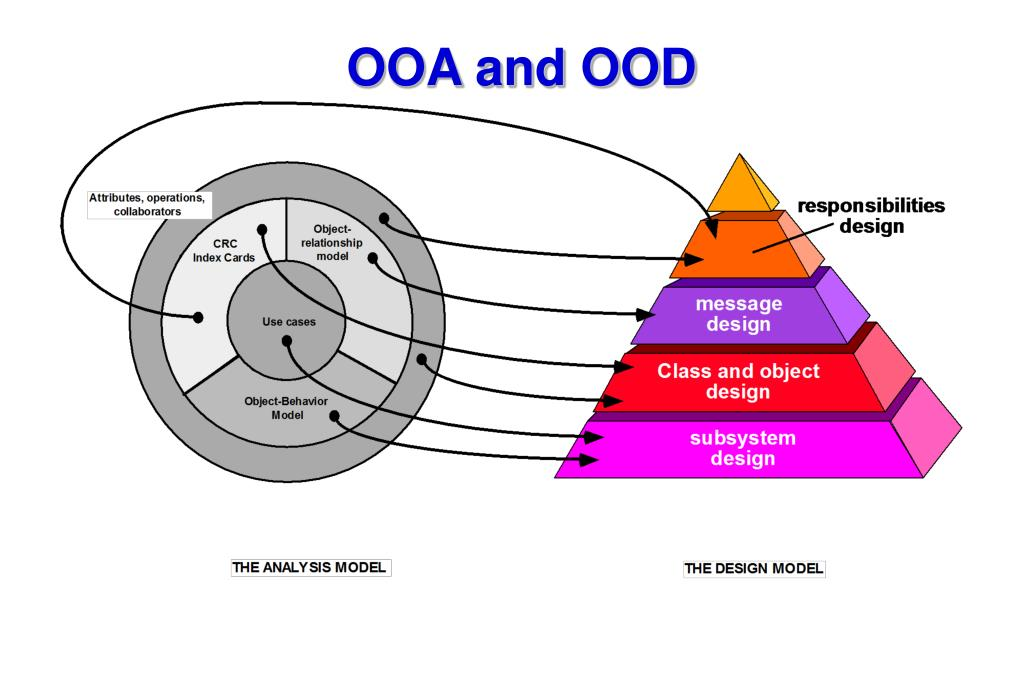 OOA and OOD
Attributes, operations,
collaborators
CRC
Index Cards
Object-
relationship
model
Use cases
Object-Behavior
Model
responsibilities
design
message
design
Class and object
design
subsystem
design
THE ANALYSIS MODEL
THE DESIGN MODEL